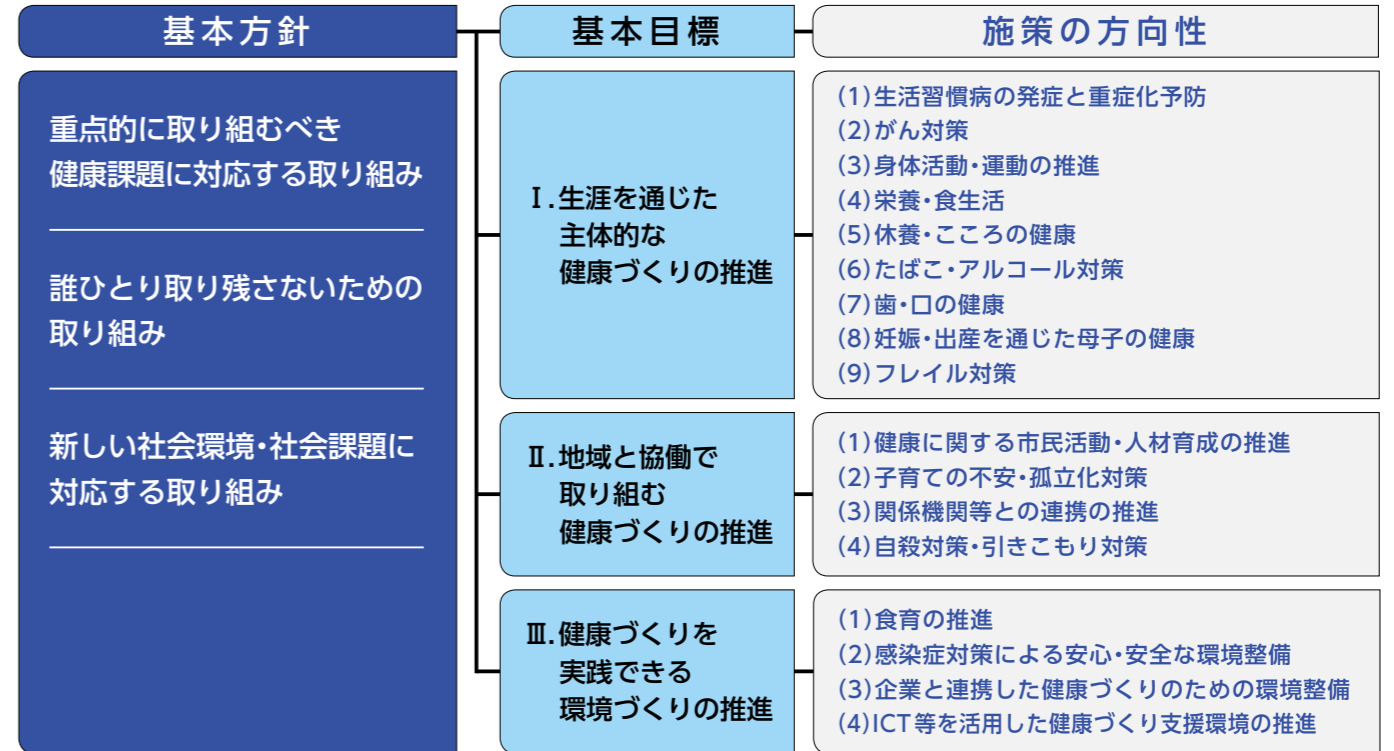 基本方針
基本目標
施策の方向性
重点的に取り組むべき
健康課題に対応する取り組み
誰ひとり取り残さないための
取り組み
新しい社会環境・社会課題に
対応する取り組み
Ⅰ.生涯を通じた
主体的な
健康づくりの推進
(1)生活習慣病の発症と重症化予防
(2)がん対策
(3)身体活動・運動の推進
(4)栄養・食生活
(5)休養・こころの健康
(6)たばこ・アルコール対策
(7)歯・口の健康
(8)妊娠・出産を通じた母子の健康
(9)フレイル対策
Ⅱ.地域と協働で
取り組む
健康づくりの推進
(1)健康に関する市民活動・人材育成の推進
(2)子育ての不安・孤立化対策
(3)関係機関等との連携の推進
(4)自殺対策・引きこもり対策
Ⅲ.健康づくりを
実践できる
環境づくりの推進
(1)食育の推進
(2)感染症対策による安心・安全な環境整備
(3)企業と連携した健康づくりのための環境整備
(4)ICT等を活用した健康づくり支援環境の推進